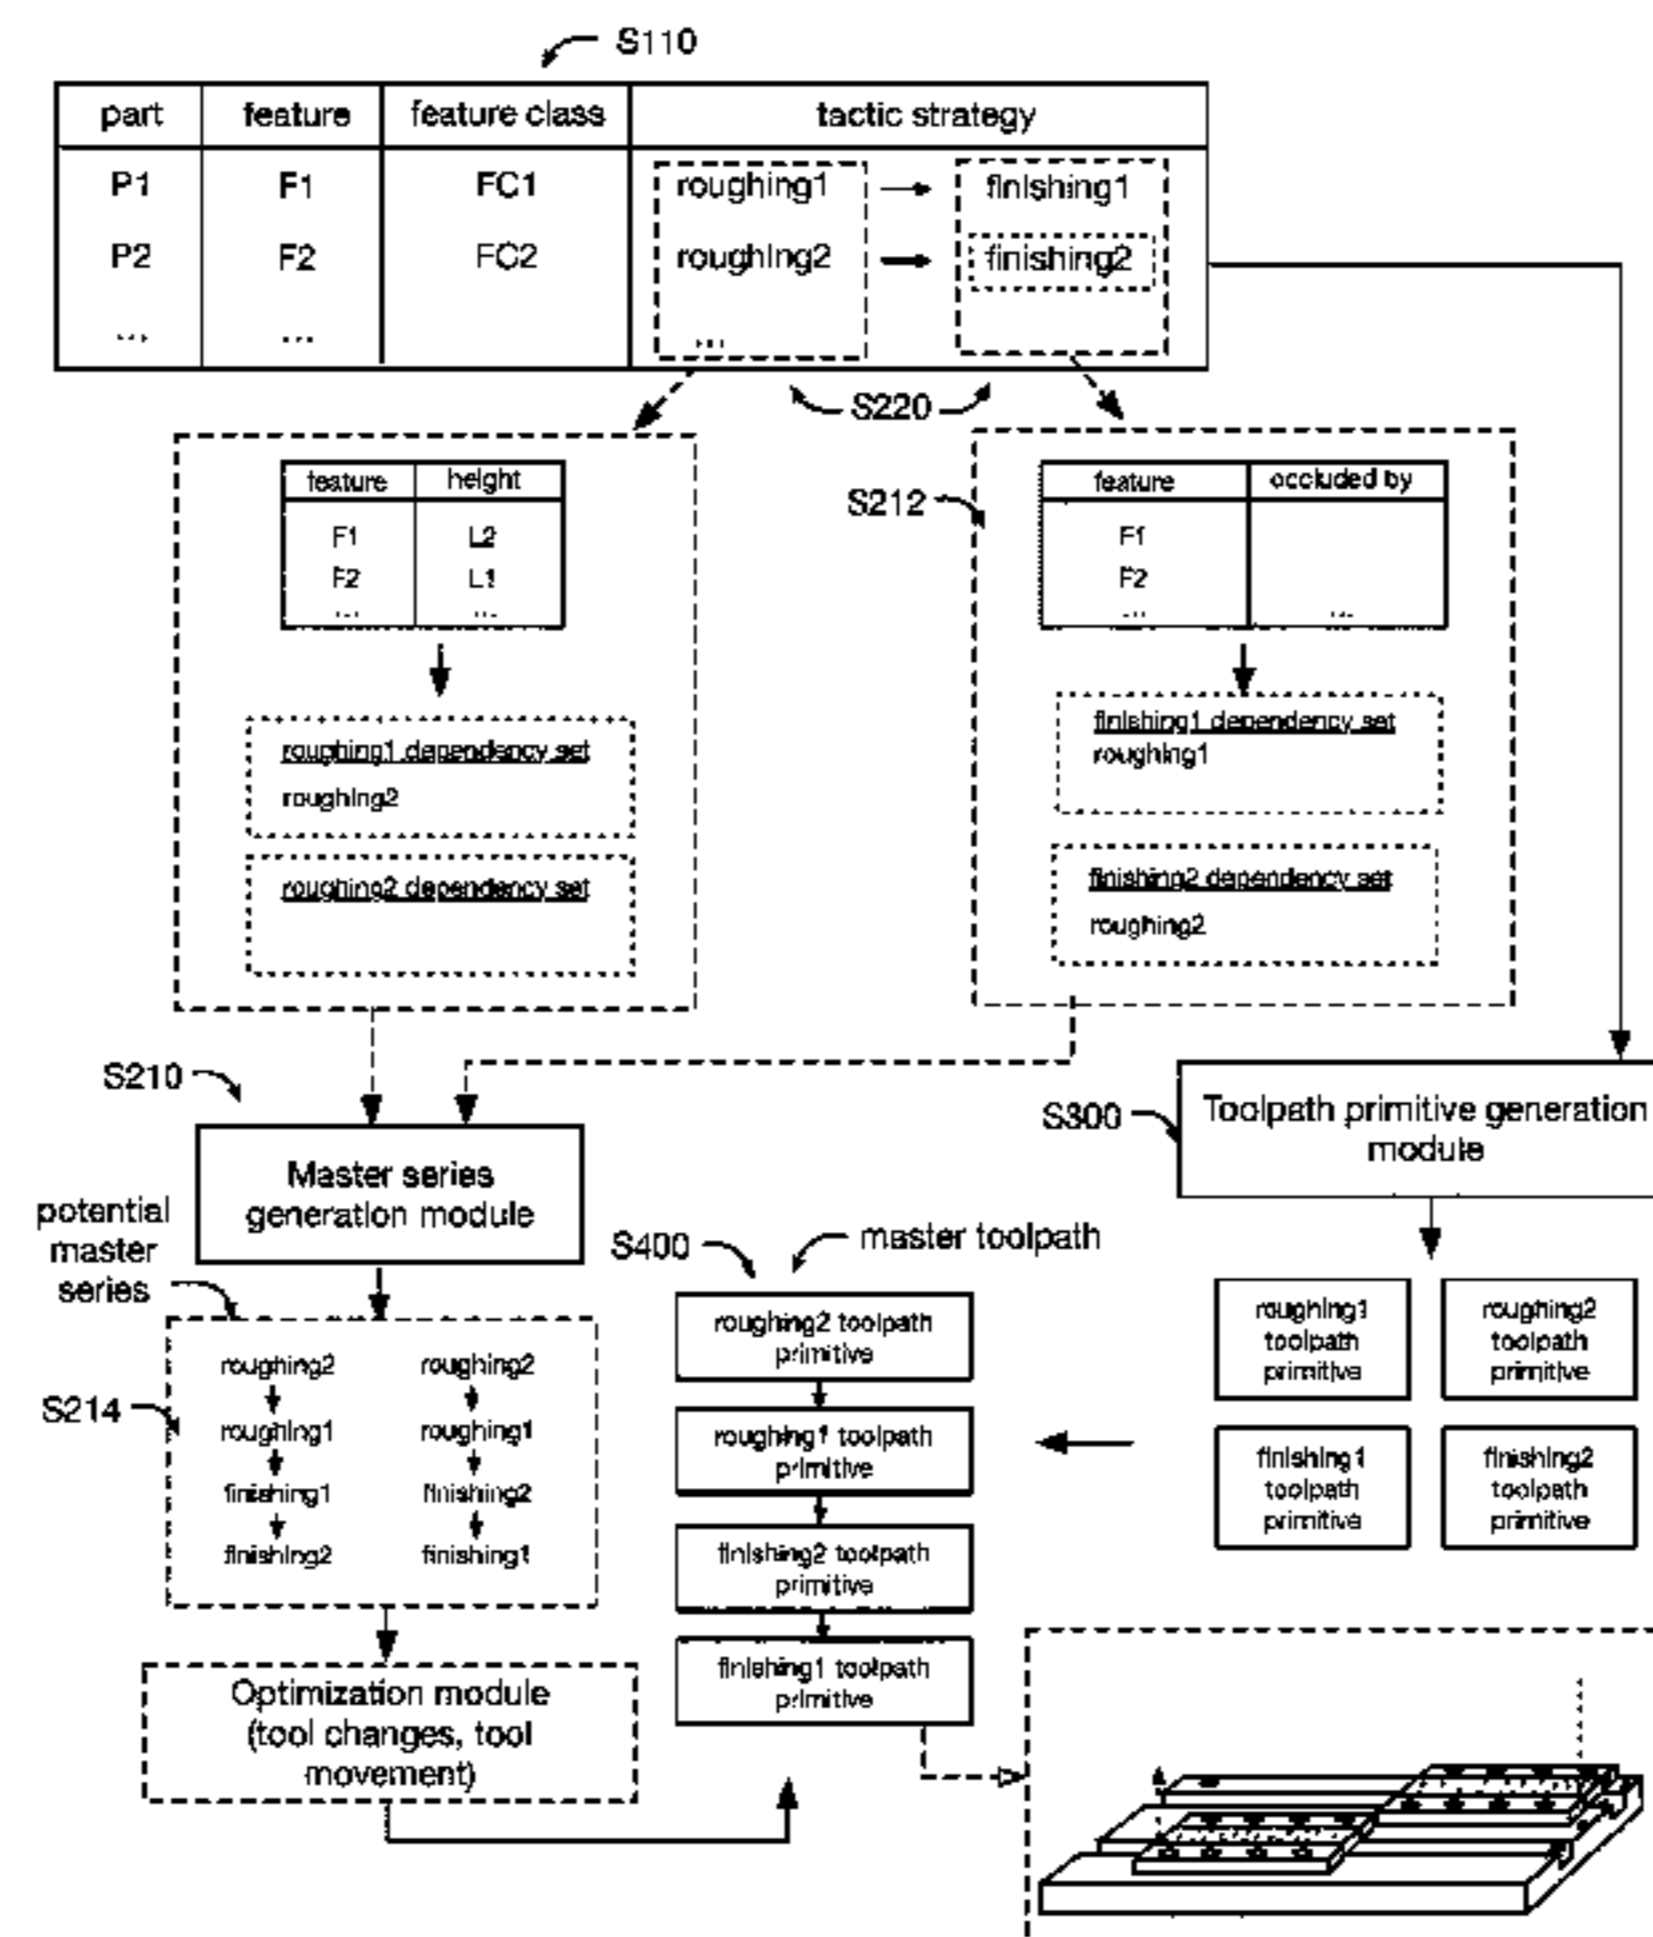 S110
part feature feature class tactic strategy
P1 F1 FC1 roughing1 finishing1
P2 F2 FC2 roughing2 finishing2
... ... ...
S220
feature height
F1 L2
F2 L1
... ...
roughing1 dependency set
roughing2
roughing2 dependency set
S212
feature occluded by
F1
F2
... ...
finishing1 dependency set
roughing1
finishing2 dependency set
roughing2
S210
Master series
generation module
S300
Toolpath primitive generation
module
potential
master
series
S214
roughing2 roughing2
roughing1 roughing1
finishing1 finishing2
finishing2 finishing1
Optimization module
(tool changes, tool
movement)
S400
master toolpath
roughing2 toolpath
primitive
roughing1 toolpath
primitive
finishing2 toolpath
primitive
finishing1 toolpath
primitive
roughing1
toolpath
primitive
roughing2
toolpath
primitive
finishing1
toolpath
primitive
finishing2
toolpath
primitive